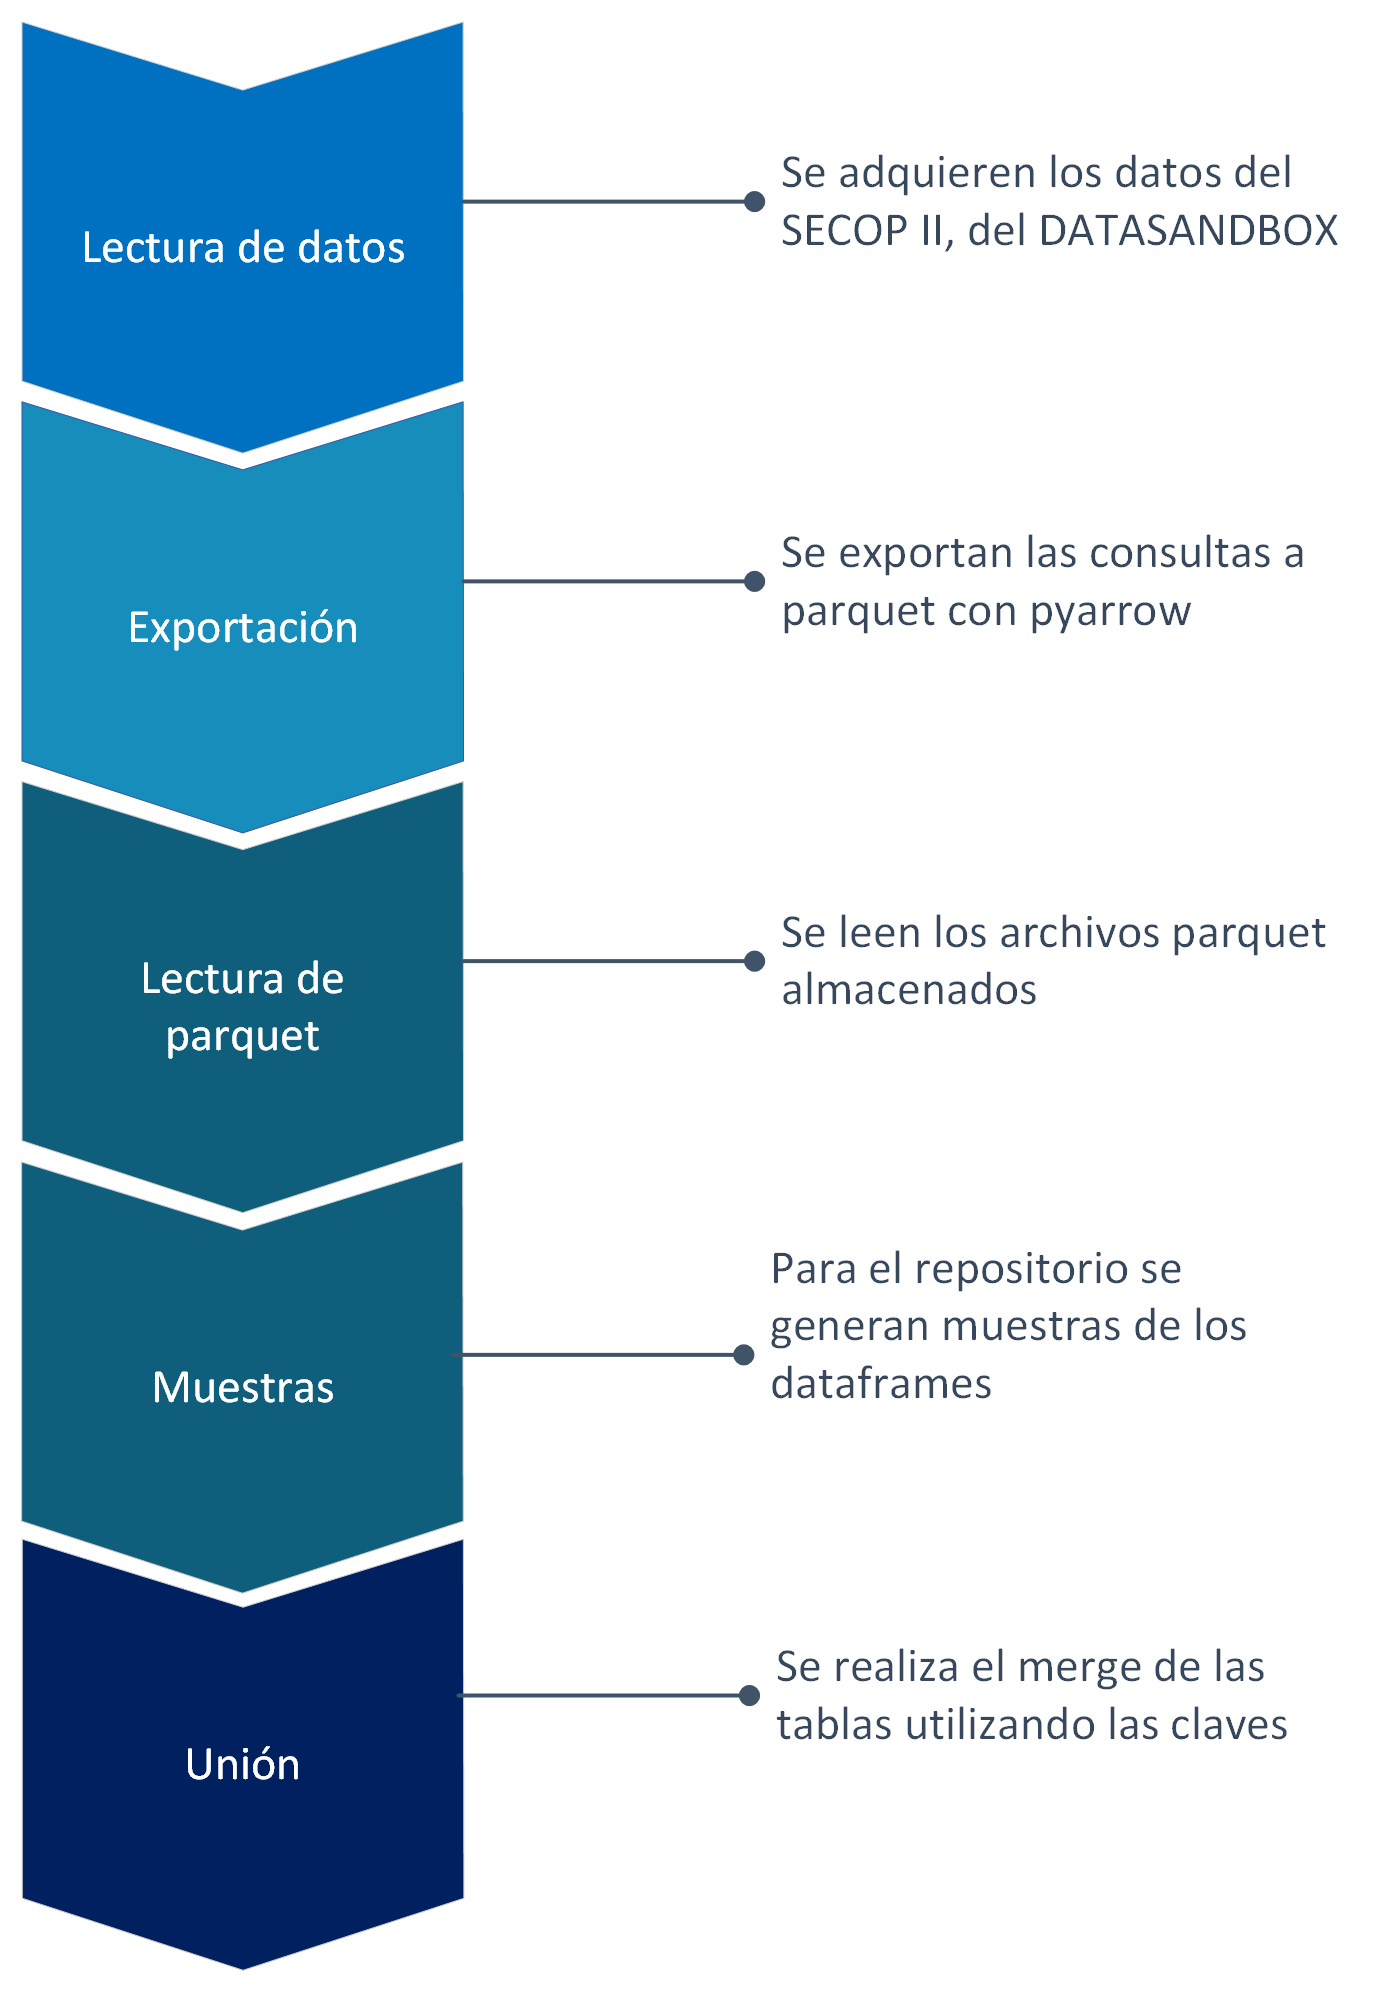 Lectura de datos
Se adquieren los datos del
SECOP II, del DATASANDBOX
Exportación
Se exportan las consultas a
parquet con pyarrow
Lectura de
parquet
Se leen los archivos parquet
almacenados
Muestras
Para el repositorio se
generan muestras de los
dataframes
Unión
Se realiza el merge de las
tablas utilizando las claves